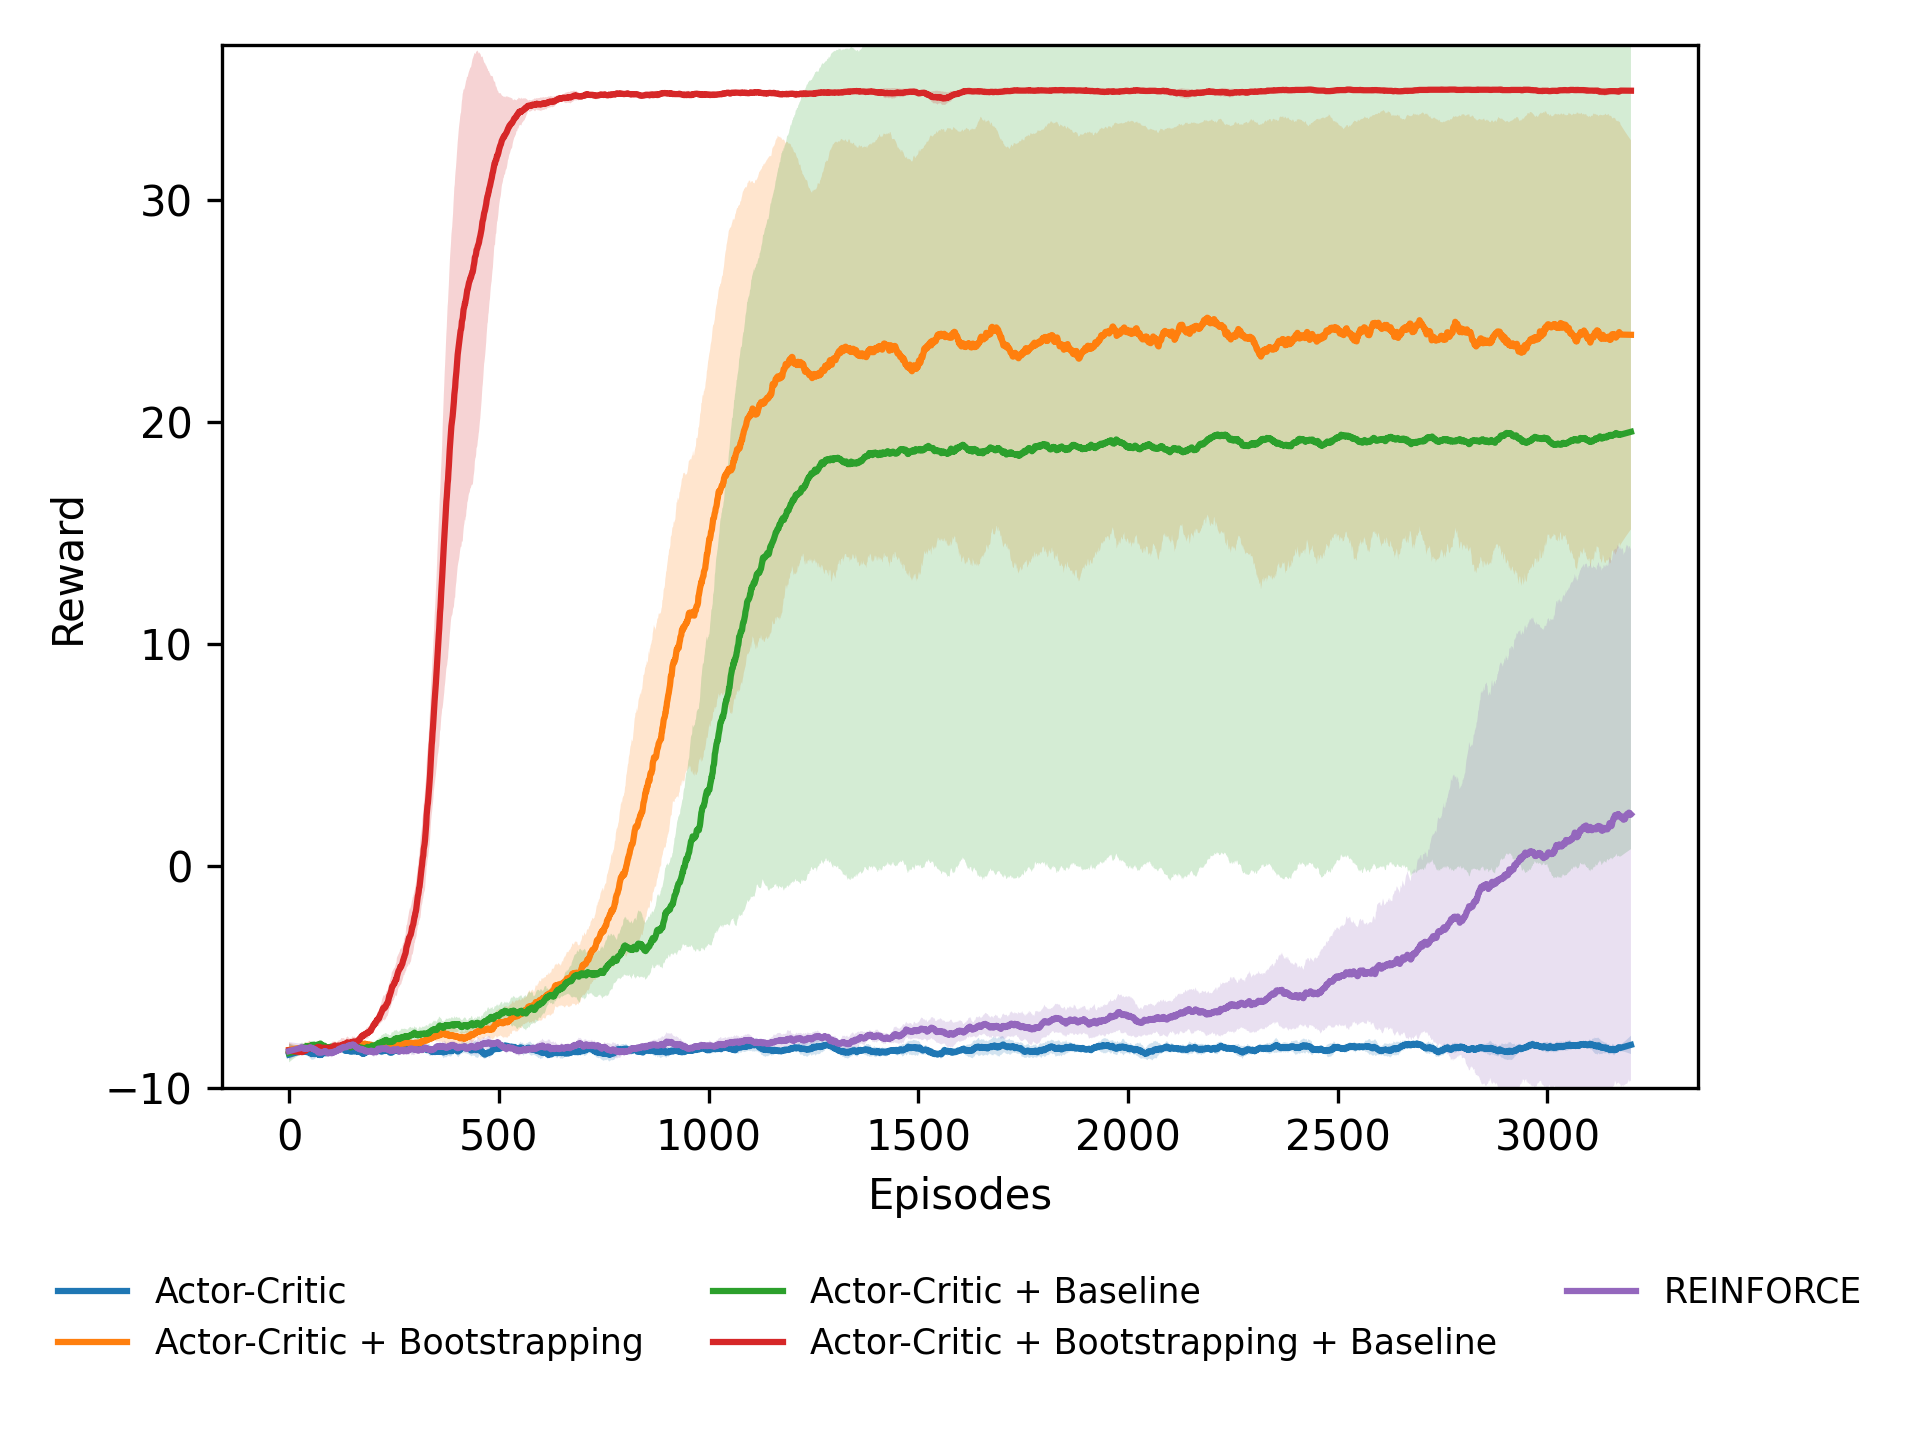 30
20
10
0
−10
Reward
0 500 1000 1500 2000 2500 3000
Episodes
Actor-Critic
Actor-Critic + Bootstrapping
Actor-Critic + Baseline
Actor-Critic + Bootstrapping + Baseline
REINFORCE